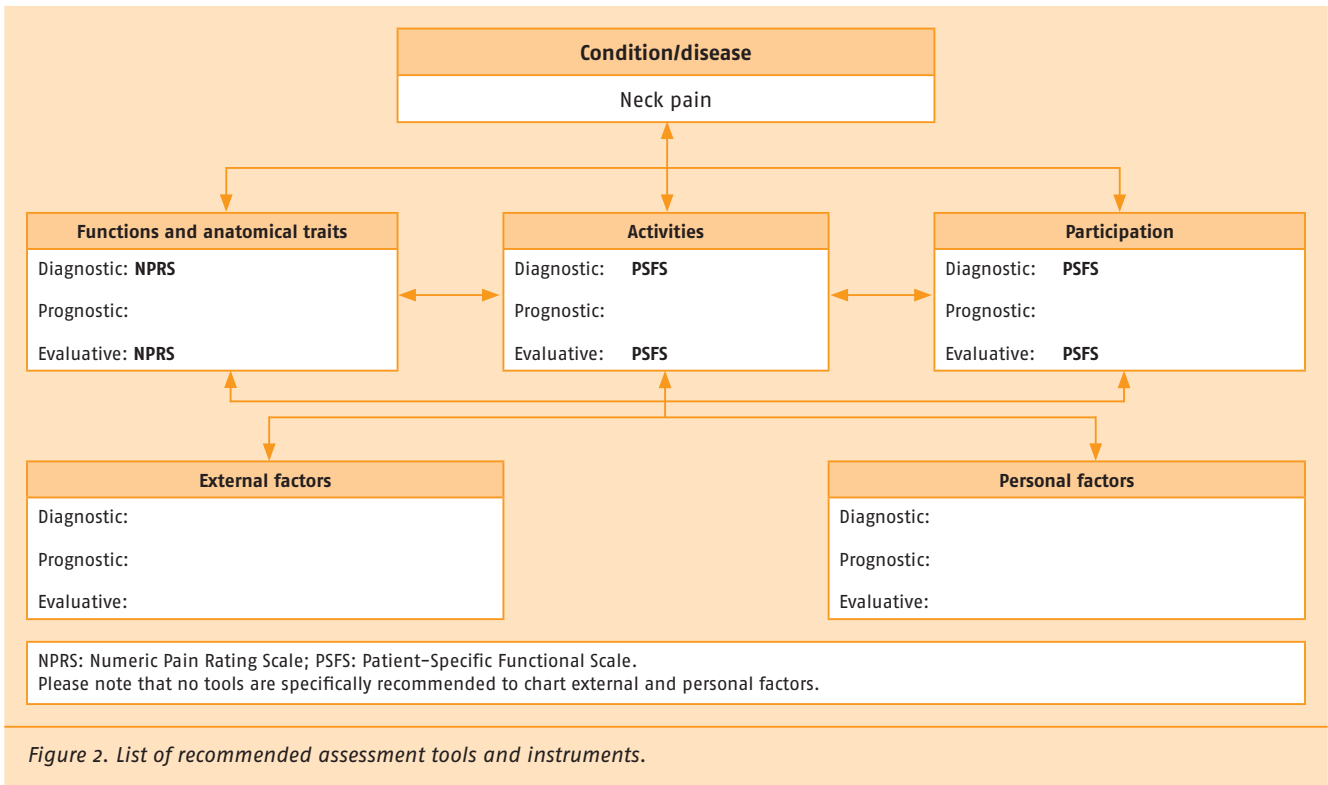 Condition/disease
Neck pain
Functions and anatomical traits
Diagnostic: NPRS
Prognostic:
Evaluative: NPRS
Activities
Diagnostic: PSFS
Prognostic:
Evaluative: PSFS
Participation
Diagnostic: PSFS
Prognostic:
Evaluative: PSFS
External factors
Diagnostic:
Prognostic:
Evaluative:
Personal factors
Diagnostic:
Prognostic:
Evaluative:
NPRS: Numeric Pain Rating Scale; PSFS: Patient-Specific Functional Scale.
Please note that no tools are specifically recommended to chart external and personal factors.
Figure 2. List of recommended assessment tools and instruments.